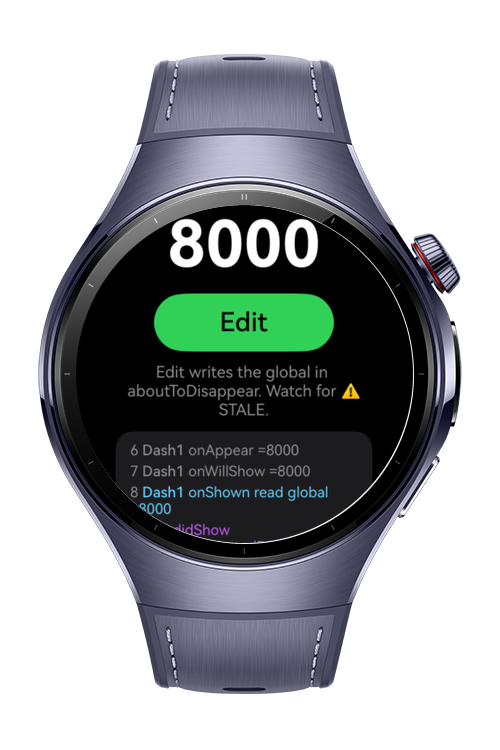 8000
Edit
Edit writes the global in
aboutToDisappear. Watch for ⚠️
STALE.
6 Dash1 onAppear =8000
7 Dash1 onWillShow =8000
8 Dash1 onShown read global
8000
didShow